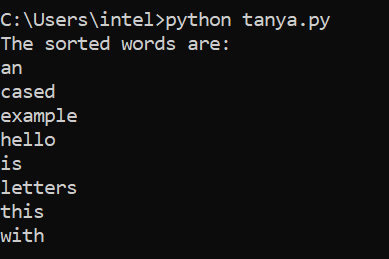 C:\Users\intel>python tanya.py
The sorted words are:
an
cased
example
hello
is
letters
this
with